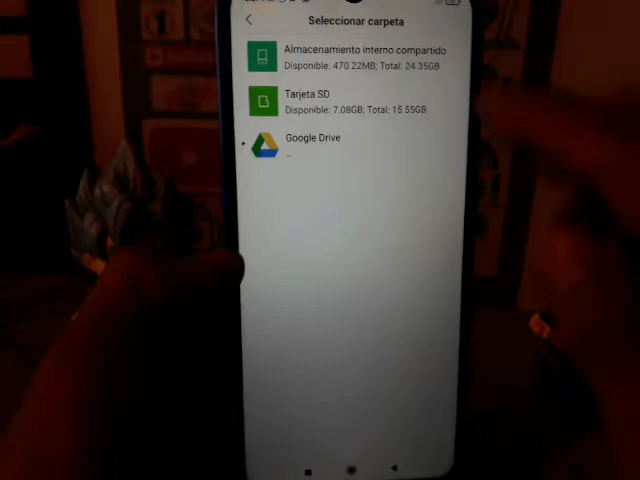 Seleccionar carpeta
Almacenamiento interno compartido
Disponible: 470.22MB; Total: 24.35GB
Tarjeta SD
Disponible: 7.08GB; Total: 15.55GB
Google Drive
--